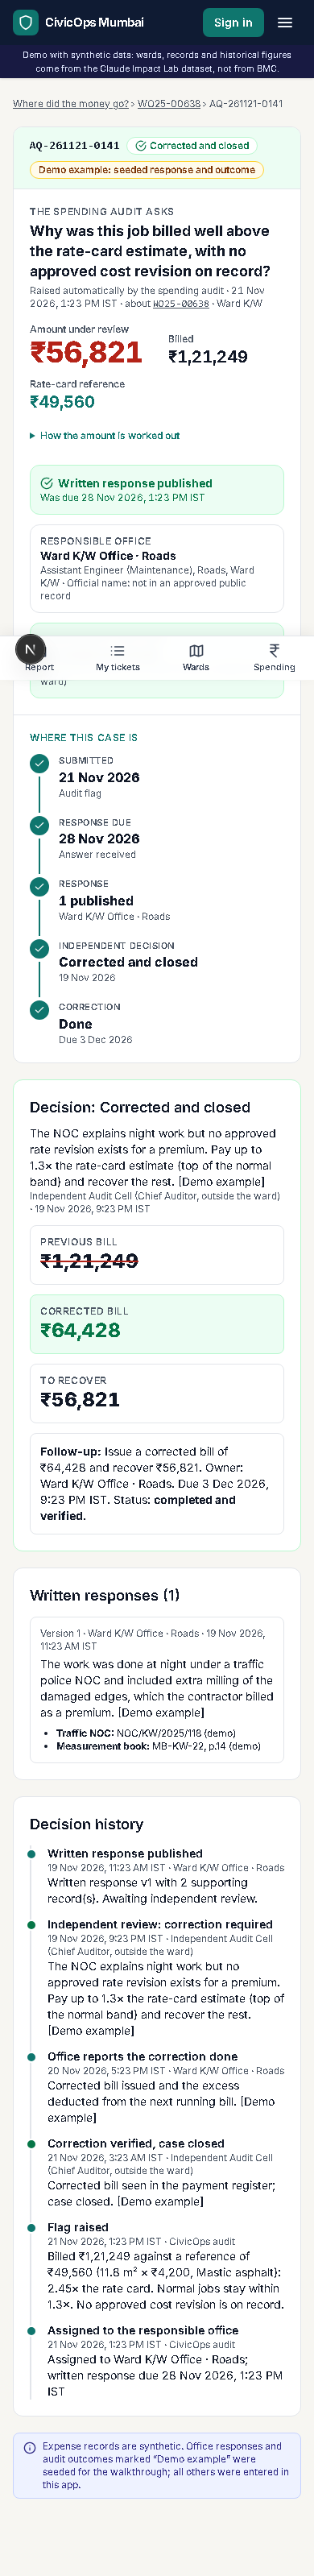 CivicOps Mumbai
Sign in
Demo with synthetic data: wards, records and historical figures
come from the Claude Impact Lab dataset, not from BMC.
Where did the money go? > WO25-00638 > AQ-261121-0141
AQ-261121-0141 Corrected and closed
Demo example: seeded response and outcome
THE SPENDING AUDIT ASKS
Why was this job billed well above
the rate-card estimate, with no
approved cost revision on record?
Raised automatically by the spending audit · 21 Nov
2026, 1:23 PM IST · about WO25-00638 · Ward K/W
Amount under review
₹56,821
Billed
₹1,21,249
Rate-card reference
₹49,560
How the amount is worked out
Written response published
Was due 28 Nov 2026, 1:23 PM IST
RESPONSIBLE OFFICE
Ward K/W Office · Roads
Assistant Engineer (Maintenance), Roads, Ward
K/W · Official name: not in an approved public
record
N
Report
My tickets
Wards
Spending
ward)
WHERE THIS CASE IS
SUBMITTED
21 Nov 2026
Audit flag
RESPONSE DUE
28 Nov 2026
Answer received
RESPONSE
1 published
Ward K/W Office · Roads
INDEPENDENT DECISION
Corrected and closed
19 Nov 2026
CORRECTION
Done
Due 3 Dec 2026
Decision: Corrected and closed
The NOC explains night work but no approved
rate revision exists for a premium. Pay up to
1.3× the rate-card estimate (top of the normal
band) and recover the rest. [Demo example]
Independent Audit Cell (Chief Auditor, outside the ward)
· 19 Nov 2026, 9:23 PM IST
PREVIOUS BILL
₹1,21,249
CORRECTED BILL
₹64,428
TO RECOVER
₹56,821
Follow-up: Issue a corrected bill of
₹64,428 and recover ₹56,821. Owner:
Ward K/W Office · Roads. Due 3 Dec 2026,
9:23 PM IST. Status: completed and
verified.
Written responses (1)
Version 1 · Ward K/W Office · Roads · 19 Nov 2026,
11:23 AM IST
The work was done at night under a traffic
police NOC and included extra milling of the
damaged edges, which the contractor billed
as a premium. [Demo example]
• Traffic NOC: NOC/KW/2025/118 (demo)
• Measurement book: MB-KW-22, p.14 (demo)
Decision history
Written response published
19 Nov 2026, 11:23 AM IST · Ward K/W Office · Roads
Written response v1 with 2 supporting
record(s). Awaiting independent review.
Independent review: correction required
19 Nov 2026, 9:23 PM IST · Independent Audit Cell
(Chief Auditor, outside the ward)
The NOC explains night work but no
approved rate revision exists for a premium.
Pay up to 1.3× the rate-card estimate (top of
the normal band) and recover the rest.
[Demo example]
Office reports the correction done
20 Nov 2026, 5:23 PM IST · Ward K/W Office · Roads
Corrected bill issued and the excess
deducted from the next running bill. [Demo
example]
Correction verified, case closed
21 Nov 2026, 3:23 AM IST · Independent Audit Cell
(Chief Auditor, outside the ward)
Corrected bill seen in the payment register;
case closed. [Demo example]
Flag raised
21 Nov 2026, 1:23 PM IST · CivicOps audit
Billed ₹1,21,249 against a reference of
₹49,560 (11.8 m² × ₹4,200, Mastic asphalt):
2.45× the rate card. Normal jobs stay within
1.3×. No approved cost revision is on record.
Assigned to the responsible office
21 Nov 2026, 1:23 PM IST · CivicOps audit
Assigned to Ward K/W Office · Roads;
written response due 28 Nov 2026, 1:23 PM
IST
Expense records are synthetic. Office responses and
audit outcomes marked “Demo example” were
seeded for the walkthrough; all others were entered in
this app.